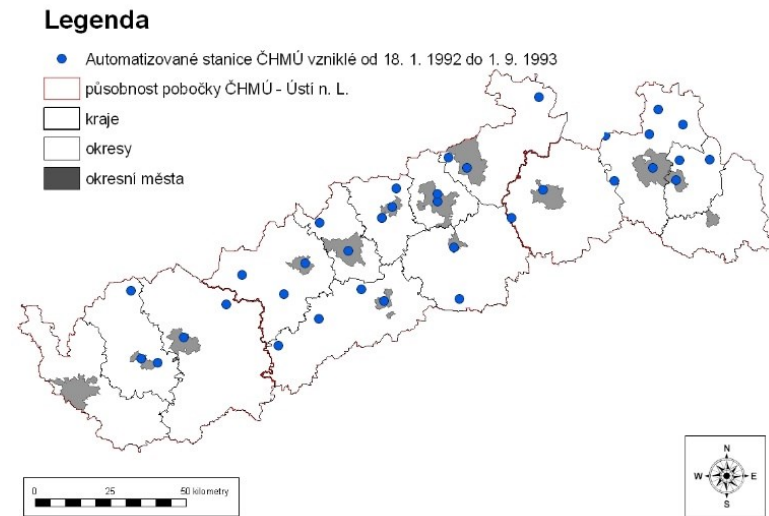 Legenda
Automatizované stanice ČHMÚ vzniklé od 18. 1. 1992 do 1. 9. 1993
působnost pobočky ČHMÚ - Ústí n. L.
kraje
okresy
okresní města
0 25 50 kilometry
N
W E
S